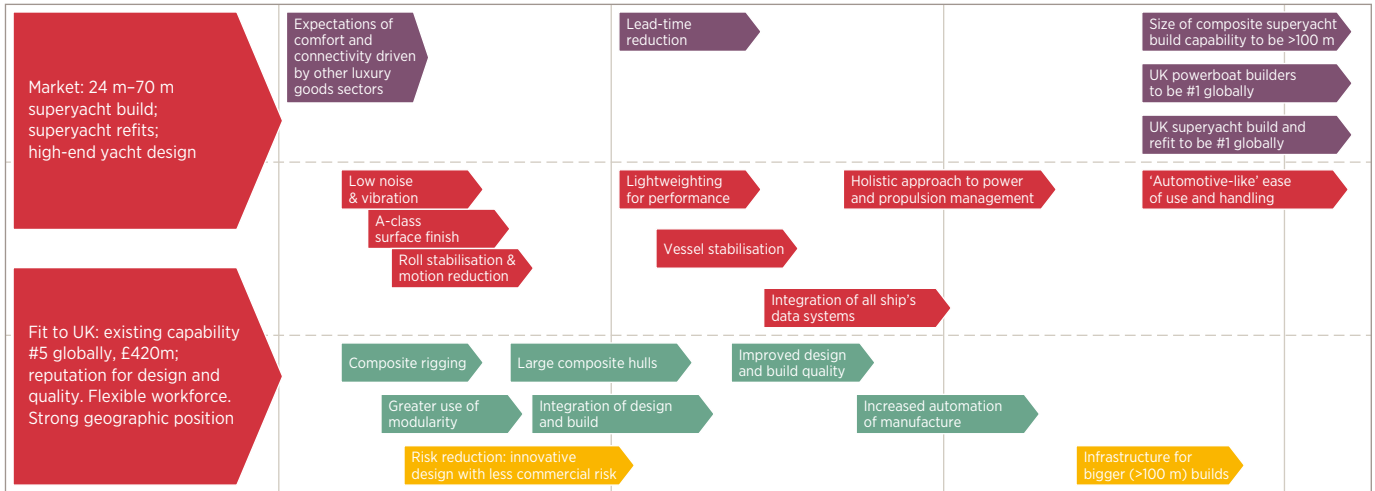 Market: 24 m–70 m
superyacht build;
superyacht refits;
high-end yacht design
Expectations of
comfort and
connectivity driven
by other luxury
goods sectors
Lead-time
reduction
Size of composite superyacht
build capability to be >100 m
UK powerboat builders
to be #1 globally
UK superyacht build and
refit to be #1 globally
Low noise
& vibration
A-class
surface finish
Roll stabilisation &
motion reduction
Lightweighting
for performance
Vessel stabilisation
Holistic approach to power
and propulsion management
Integration of all ship's
data systems
‘Automotive-like’ ease
of use and handling
Fit to UK: existing capability
#5 globally, £420m;
reputation for design and
quality. Flexible workforce.
Strong geographic position
Composite rigging
Large composite hulls
Improved design
and build quality
Greater use of
modularity
Integration of design
and build
Increased automation
of manufacture
Risk reduction: innovative
design with less commercial risk
Infrastructure for
bigger (>100 m) builds